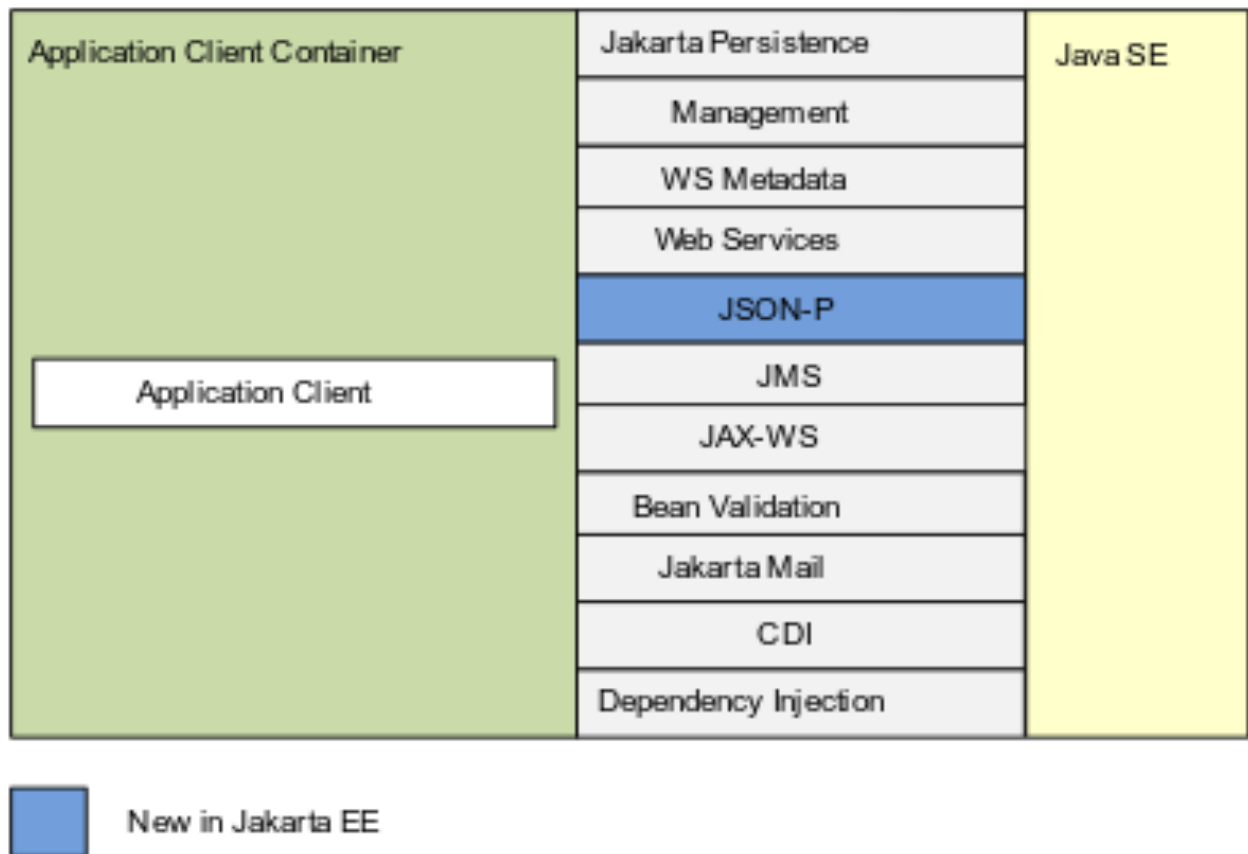 Application Client Container
Application Client
Jakarta Persistence
Management
WS Metadata
Web Services
JSON-P
JMS
JAX-WS
Bean Validation
Jakarta Mail
CDI
Dependency Injection
Java SE
New in Jakarta EE